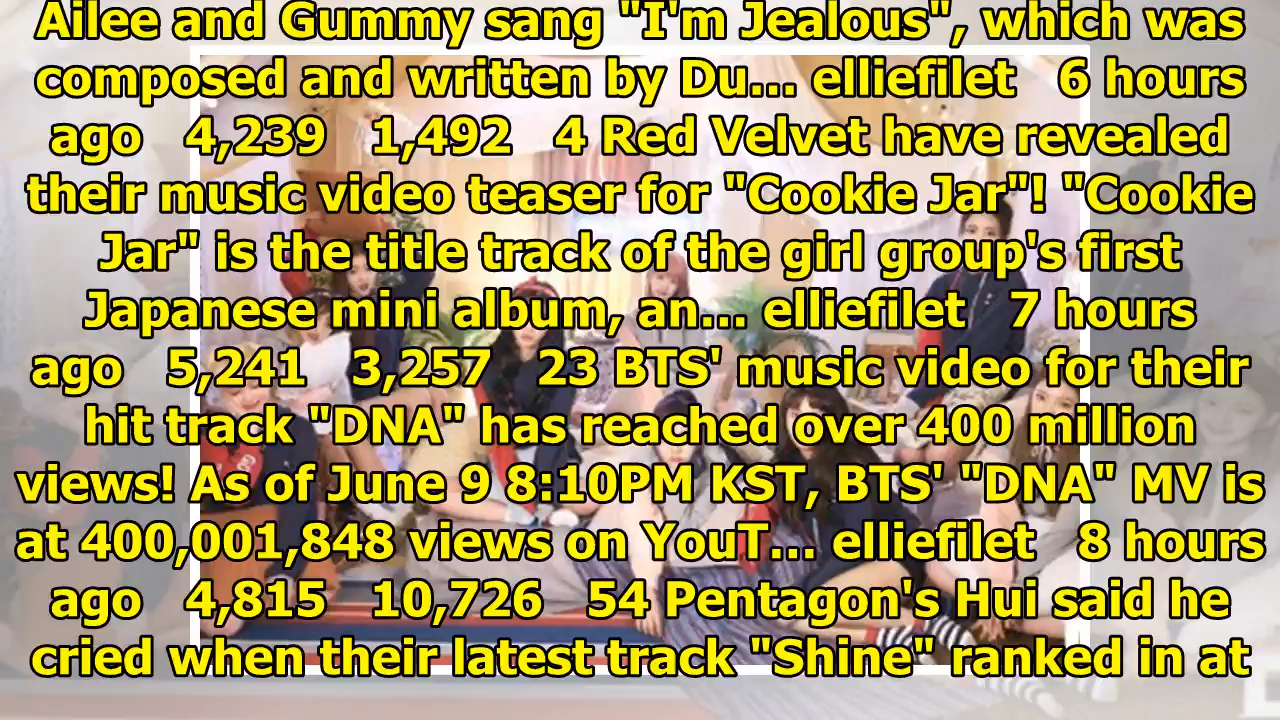 Ailee and Gummy sang "I'm Jealous", which was
composed and written by Du... elliefilet 6 hours
ago 4,239 1,492 4 Red Velvet have revealed
their music video teaser for "Cookie Jar"! "Cookie
Jar" is the title track of the girl group's first
Japanese mini album, an... elliefilet 7 hours
ago 5,241 3,257 23 BTS' music video for their
hit track "DNA" has reached over 400 million
views! As of June 9 8:10PM KST, BTS' "DNA" MV is
at 400,001,848 views on YouT... elliefilet 8 hours
ago 4,815 10,726 54 Pentagon's Hui said he
cried when their latest track "Shine" ranked in at